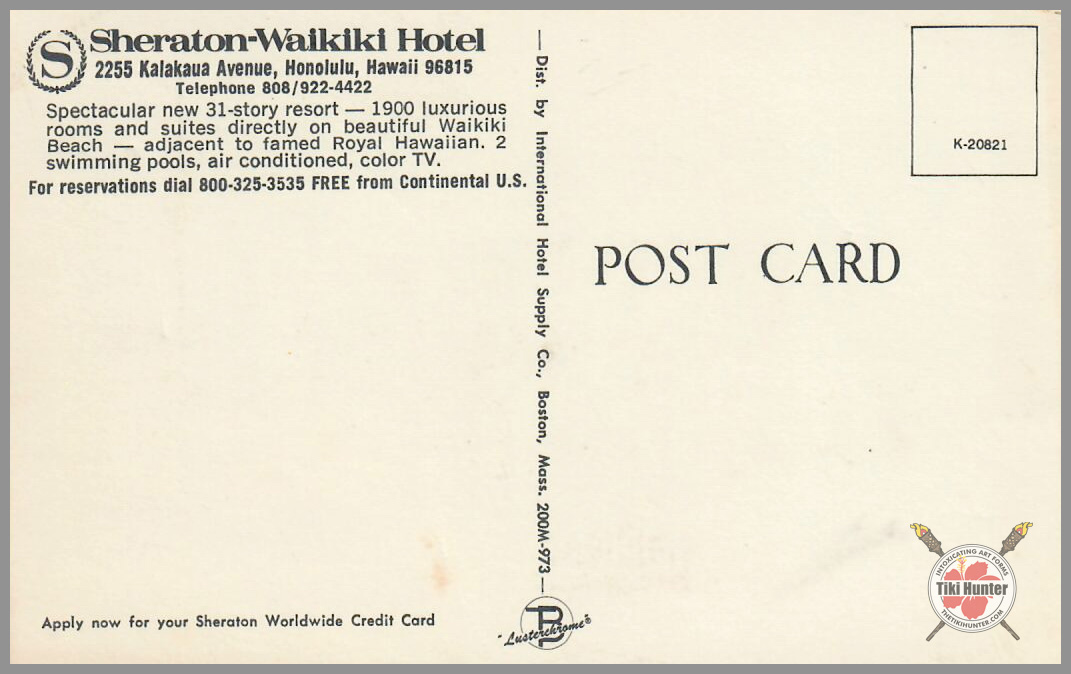 S
Sheraton-Waikiki Hotel
2255 Kalakaua Avenue, Honolulu, Hawaii 96815
Telephone 808/922-4422
Spectacular new 31-story resort — 1900 luxurious
rooms and suites directly on beautiful Waikiki
Beach — adjacent to famed Royal Hawaiian. 2
swimming pools, air conditioned, color TV.
For reservations dial 800-325-3535 FREE from Continental U.S.
Apply now for your Sheraton Worldwide Credit Card
— Dist. by International Hotel Supply Co., Boston, Mass. 200M-973 —
"Lusterchrome"®
K-20821
POST CARD
INTOXICATING ART FORMS
Tiki Hunter™
THETIKIHUNTER.COM